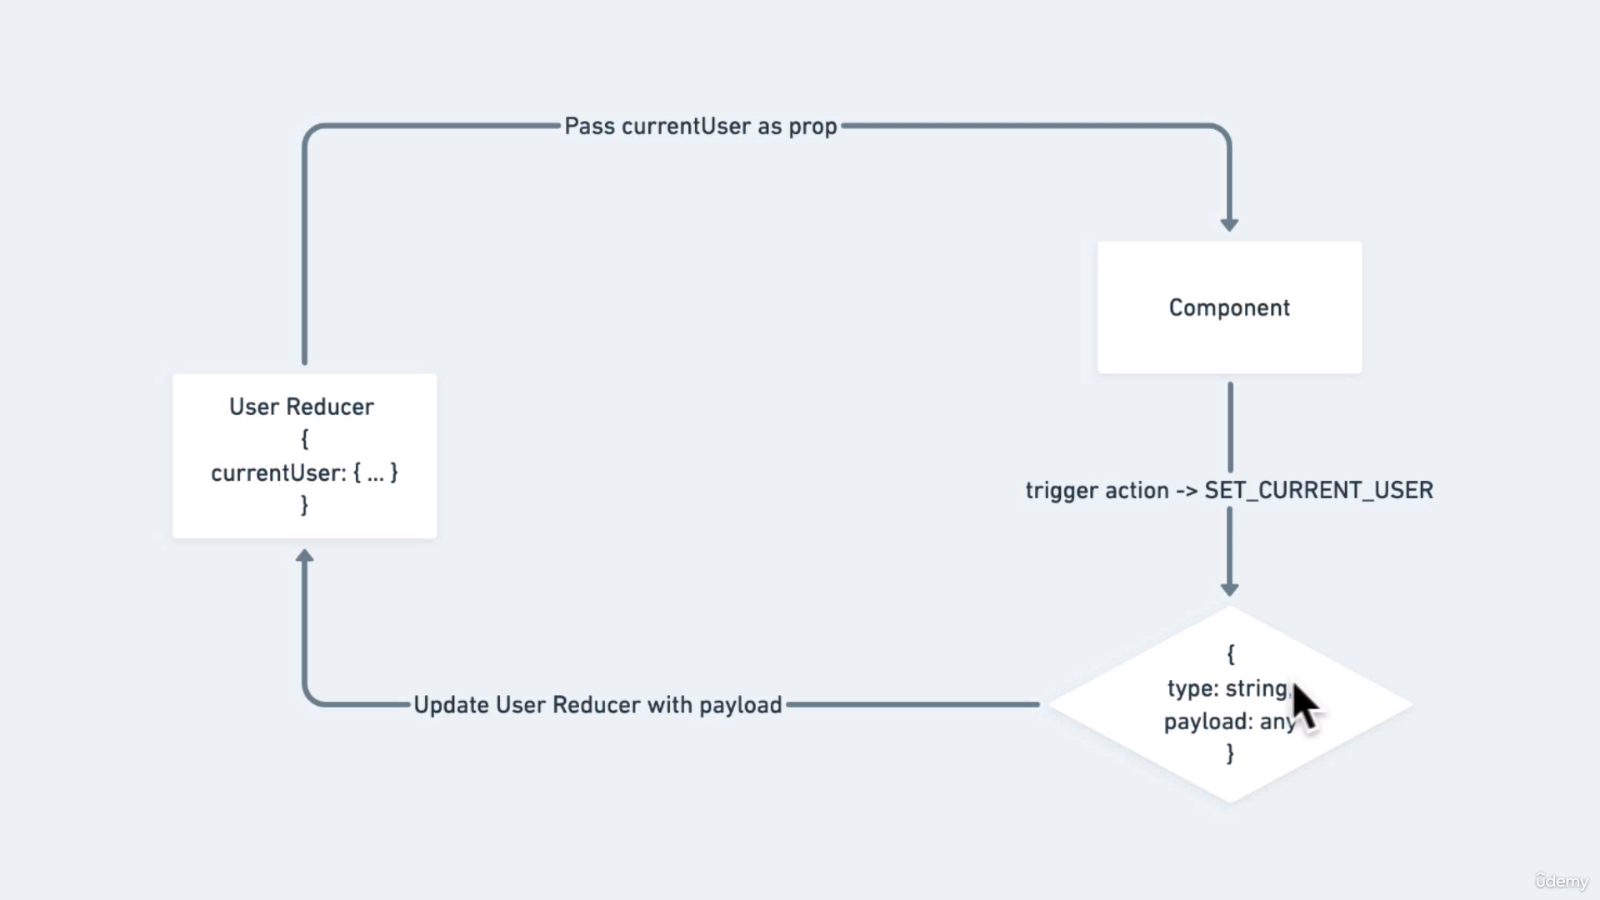 Pass currentUser as prop
Component
User Reducer
{
currentUser: { ... }
}
trigger action -> SET_CURRENT_USER
{
type: string,
payload: any
}
Update User Reducer with payload
ûdemy